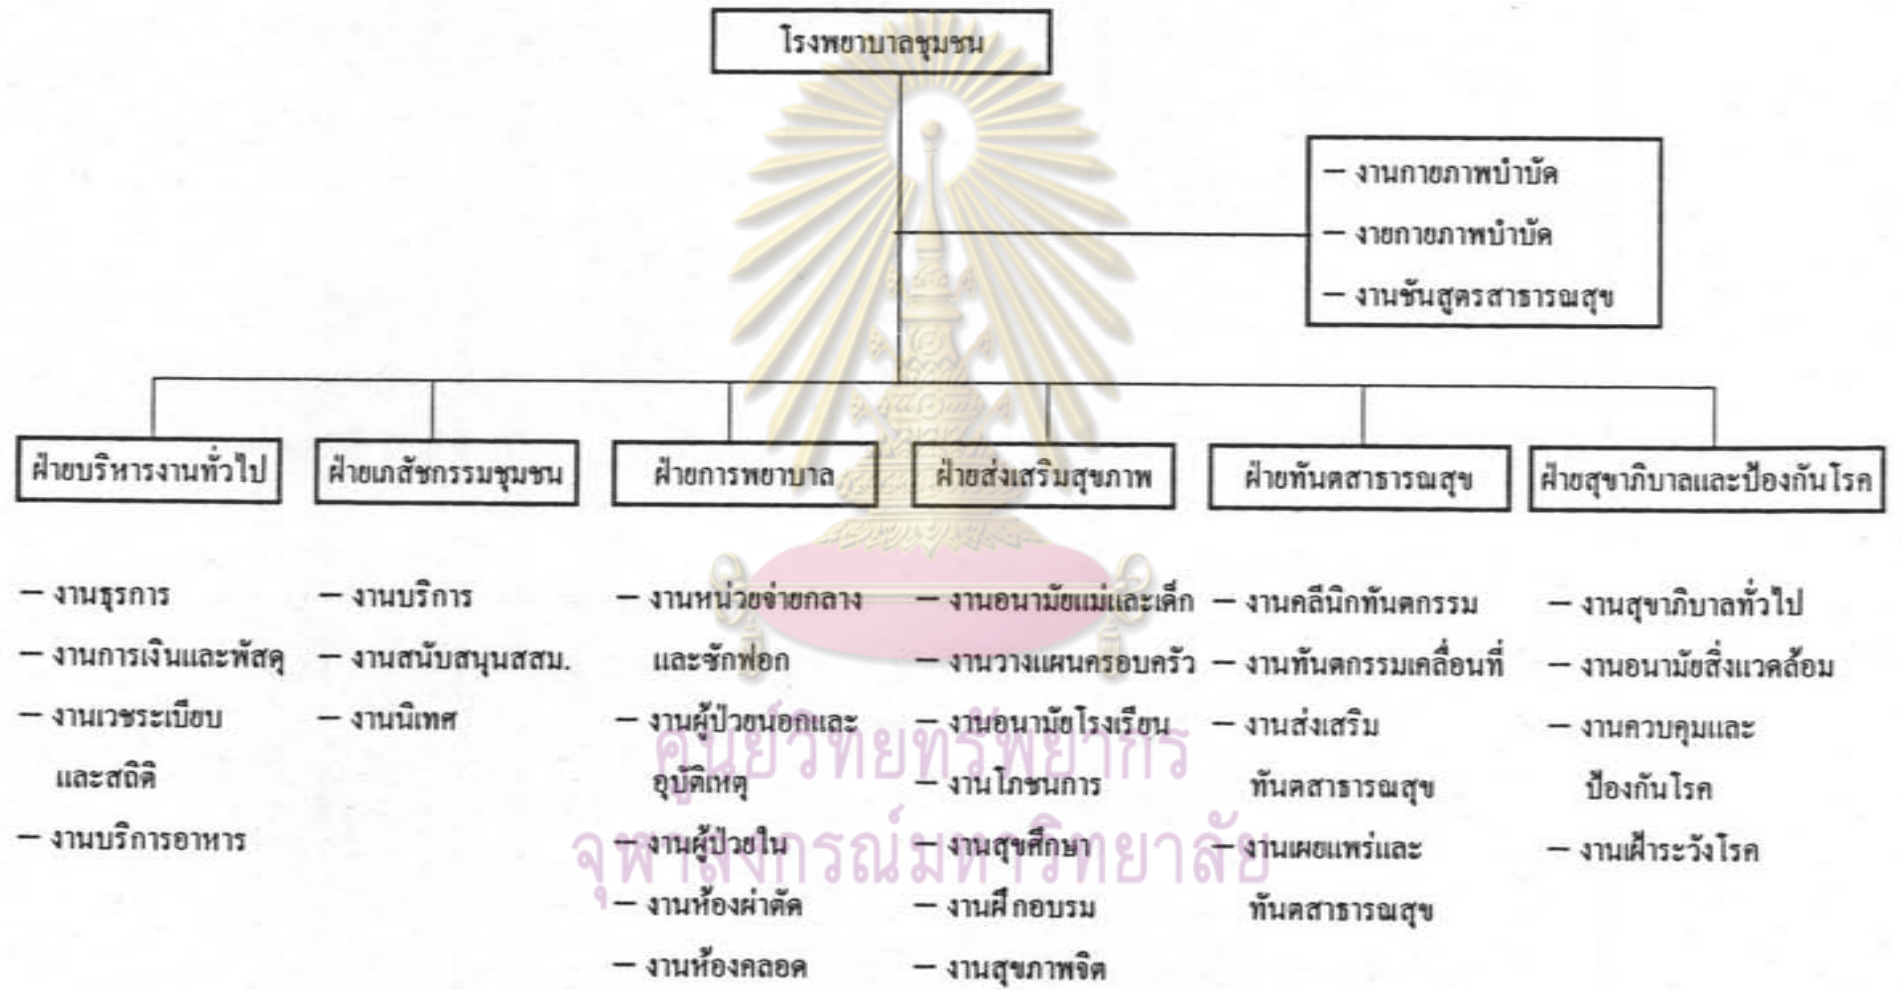 โรงพยาบาลชุมชน
— งานกายภาพบำบัด
— งายกายภาพบำบัด
— งานชันสูตรสาธารณสุข
ฝ่ายบริหารงานทั่วไป
— งานธุรการ
— งานการเงินและพัสดุ
— งานเวชระเบียบ
และสถิติ
— งานบริการอาหาร
ฝ่ายเภสัชกรรมชุมชน
— งานบริการ
— งานสนับสนุนสสม.
— งานนิเทศ
ฝ่ายการพยาบาล
— งานหน่วยจ่ายกลาง
และซักฟอก
— งานผู้ป่วยนอกและ
อุบัติเหตุ
— งานผู้ป่วยใน
— งานห้องผ่าตัด
— งานห้องคลอด
ฝ่ายส่งเสริมสุขภาพ
— งานอนามัยแม่และเด็ก
— งานวางแผนครอบครัว
— งานอนามัยโรงเรียน
— งานโภชนการ
— งานสุขศึกษา
— งานฝึกอบรม
— งานสุขภาพจิต
ฝ่ายทันตสาธารณสุข
— งานคลีนิกทันตกรรม
— งานทันตกรรมเคลื่อนที่
— งานส่งเสริม
ทันตสาธารณสุข
— งานเผยแพร่และ
ทันตสาธารณสุข
ฝ่ายสุขาภิบาลและป้องกันโรค
— งานสุขาภิบาลทั่วไป
— งานอนามัยสิ่งแวดล้อม
— งานควบคุมและ
ป้องกันโรค
— งานเฝ้าระวังโรค
ศูนย์วิทยทรัพยากร
จุฬาลงกรณ์มหาวิทยาลัย